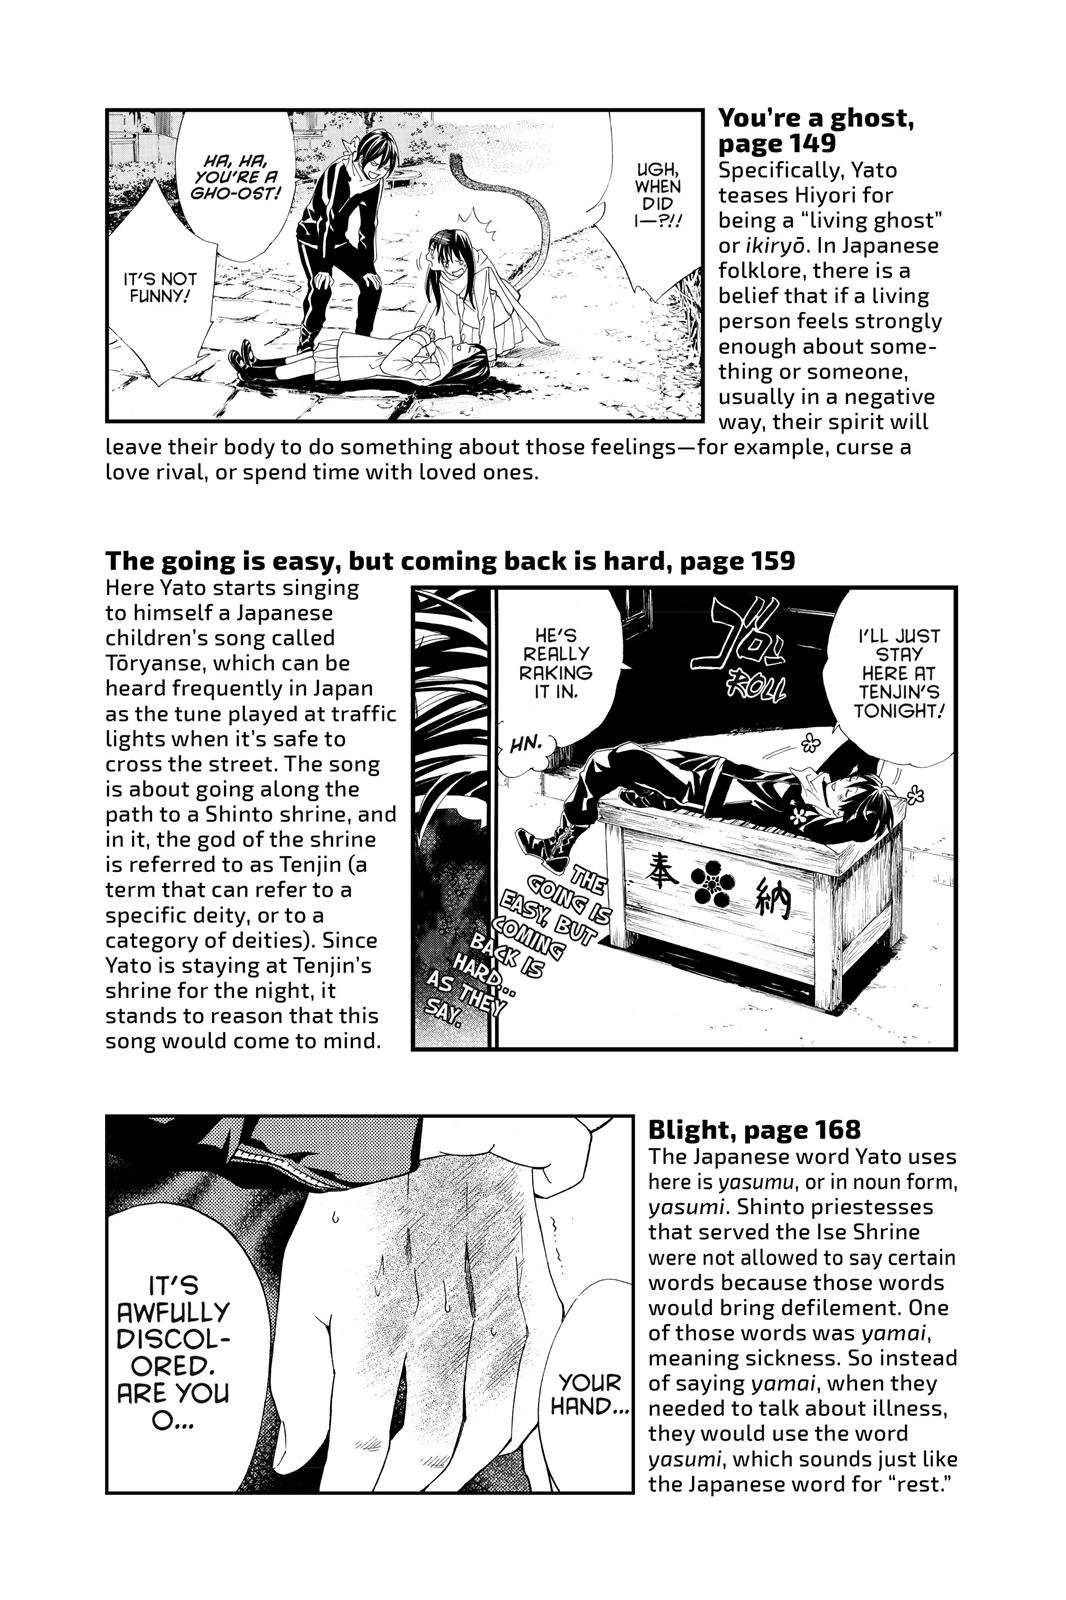 You're a ghost,
page 149
Specifically, Yato
teases Hiyori for
being a “living ghost”
or ikiryō. In Japanese
folklore, there is a
belief that if a living
person feels strongly
enough about some-
thing or someone,
usually in a negative
way, their spirit will
leave their body to do something about those feelings—for example, curse a
love rival, or spend time with loved ones.
UGH,
WHEN
DID
I—?!!
HA, HA,
YOU'RE A
GHO-OST!
IT'S NOT
FUNNY!
The going is easy, but coming back is hard, page 159
Here Yato starts singing
to himself a Japanese
children's song called
Tōryanse, which can be
heard frequently in Japan
as the tune played at traffic
lights when it's safe to
cross the street. The song
is about going along the
path to a Shinto shrine, and
in it, the god of the shrine
is referred to as Tenjin (a
term that can refer to a
specific deity, or to a
category of deities). Since
Yato is staying at Tenjin's
shrine for the night, it
stands to reason that this
song would come to mind.
I'LL JUST
STAY
HERE AT
TENJIN'S
TONIGHT!
ゴロン
ROLL
HE'S
REALLY
RAKING
IT IN.
HN.
奉 納
THE
GOING IS
EASY, BUT
COMING
BACK IS
HARD...
AS THEY
SAY.
Blight, page 168
The Japanese word Yato uses
here is yasumu, or in noun form,
yasumi. Shinto priestesses
that served the Ise Shrine
were not allowed to say certain
words because those words
would bring defilement. One
of those words was yamai,
meaning sickness. So instead
of saying yamai, when they
needed to talk about illness,
they would use the word
yasumi, which sounds just like
the Japanese word for “rest.”
YOUR
HAND...
IT'S
AWFULLY
DISCOL-
ORED.
ARE YOU
O...